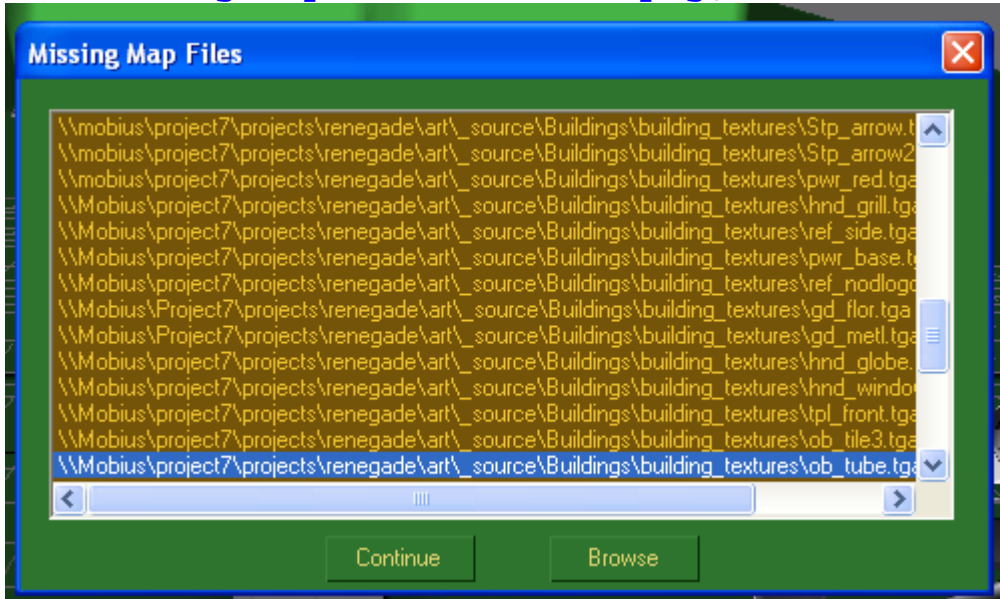 Missing Map Files
\\mobius\project7\projects\renegade\art\_source\Buildings\building_textures\Stp_arrow.t
\\mobius\project7\projects\renegade\art\_source\Buildings\building_textures\Stp_arrow2
\\mobius\project7\projects\renegade\art\_source\Buildings\building_textures\pwr_red.tga
\\Mobius\project7\projects\renegade\art\_source\Buildings\building_textures\hnd_grill.tga
\\Mobius\project7\projects\renegade\art\_source\Buildings\building_textures\ref_side.tga
\\Mobius\project7\projects\renegade\art\_source\Buildings\building_textures\pwr_base.t
\\Mobius\project7\projects\renegade\art\_source\Buildings\building_textures\ref_nodlogo
\\Mobius\Project7\projects\renegade\art\_source\Buildings\building_textures\gd_flor.tga
\\Mobius\Project7\projects\renegade\art\_source\Buildings\building_textures\gd_metl.tga
\\Mobius\project7\projects\renegade\art\_source\Buildings\building_textures\hnd_globe.
\\Mobius\project7\projects\renegade\art\_source\Buildings\building_textures\hnd_windo
\\Mobius\project7\projects\renegade\art\_source\Buildings\building_textures\tpl_front.tga
\\Mobius\project7\projects\renegade\art\_source\Buildings\building_textures\ob_tile3.tga
\\Mobius\project7\projects\renegade\art\_source\Buildings\building_textures\ob_tube.tga
Continue
Browse